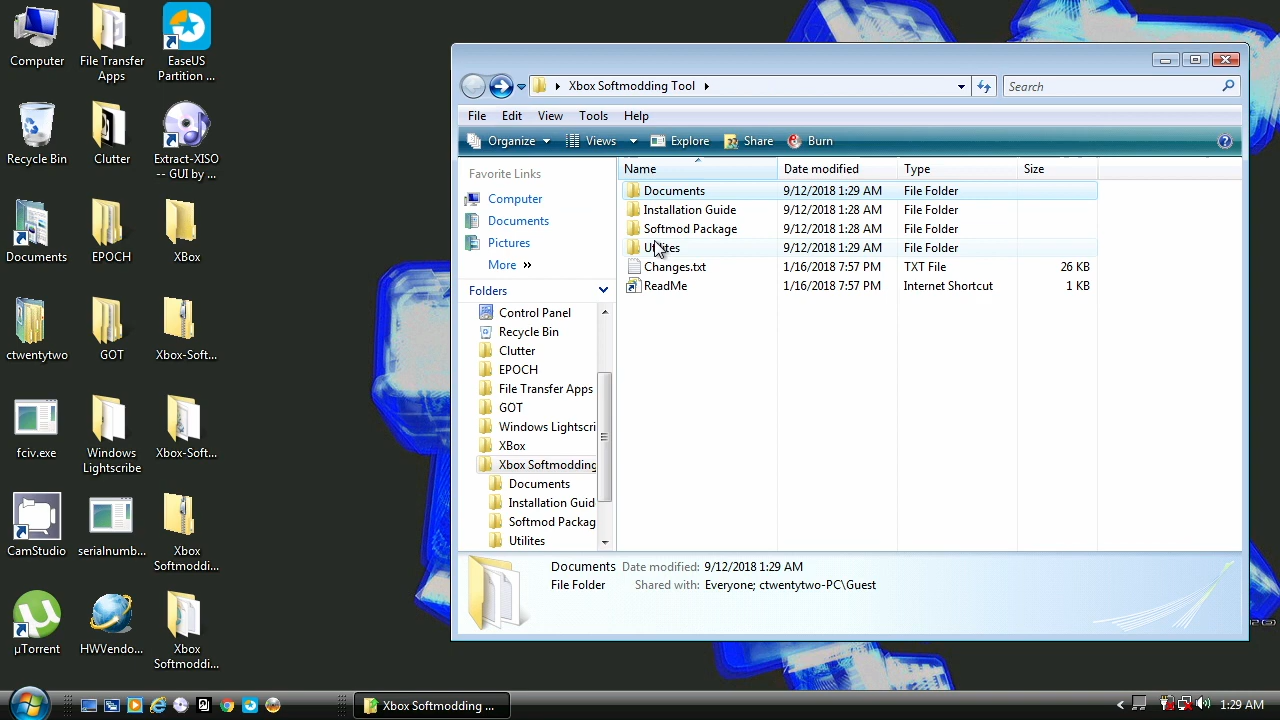 Computer
File Transfer
Apps
EaseUS
Partition ...
Recycle Bin
Clutter
Extract-XISO
-- GUI by ...
Documents
EPOCH
XBox
ctwentytwo
GOT
Xbox-Soft...
fciv.exe
Windows
Lightscribe
Xbox-Soft...
CamStudio
serialnumb...
Xbox
Softmoddi...
µTorrent
HWVendo...
Xbox
Softmoddi...
Xbox Softmodding Tool
Search
File Edit View Tools Help
Organize Views Explore Share Burn
Favorite Links
Computer
Documents
Pictures
More »
Folders
Control Panel
Recycle Bin
Clutter
EPOCH
File Transfer Apps
GOT
Windows Lightscri
XBox
Xbox Softmodding
Documents
Installation Guid
Softmod Packag
Utilites
Name Date modified Type Size
Documents 9/12/2018 1:29 AM File Folder
Installation Guide 9/12/2018 1:28 AM File Folder
Softmod Package 9/12/2018 1:28 AM File Folder
Utilites 9/12/2018 1:29 AM File Folder
Changes.txt 1/16/2018 7:57 PM TXT File 26 KB
ReadMe 1/16/2018 7:57 PM Internet Shortcut 1 KB
Documents Date modified: 9/12/2018 1:29 AM
File Folder Shared with: Everyone; ctwentytwo-PC\Guest
Xbox Softmodding ...
1:29 AM